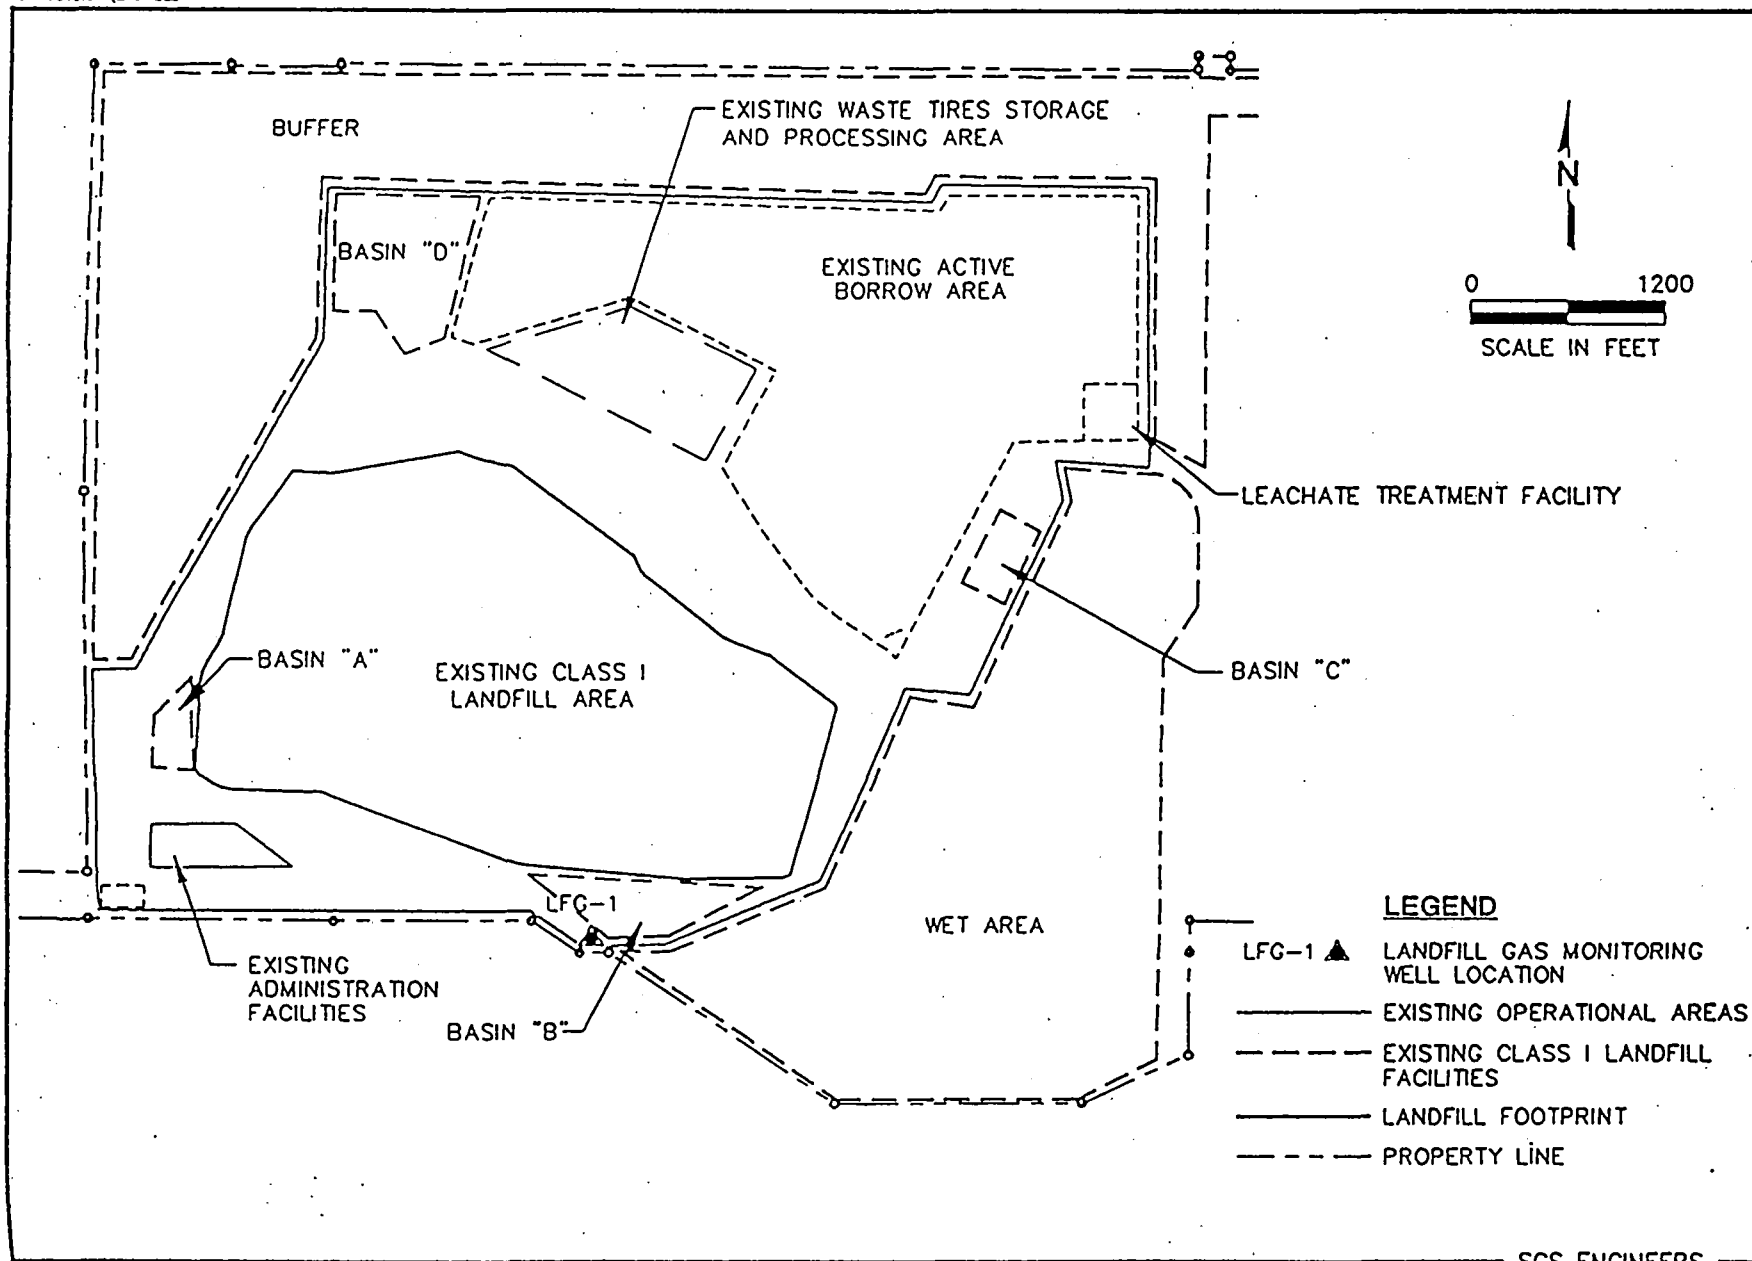 EXISTING WASTE TIRES STORAGE
AND PROCESSING AREA
BUFFER
N
BASIN "D"
EXISTING ACTIVE
BORROW AREA
0 1200
SCALE IN FEET
LEACHATE TREATMENT FACILITY
BASIN "A"
EXISTING CLASS I
LANDFILL AREA
BASIN "C"
LFG-1
WET AREA
EXISTING
ADMINISTRATION
FACILITIES
BASIN "B"
LEGEND
LFG-1 LANDFILL GAS MONITORING
WELL LOCATION
EXISTING OPERATIONAL AREAS
EXISTING CLASS I LANDFILL
FACILITIES
LANDFILL FOOTPRINT
PROPERTY LINE
SCS ENGINEERS